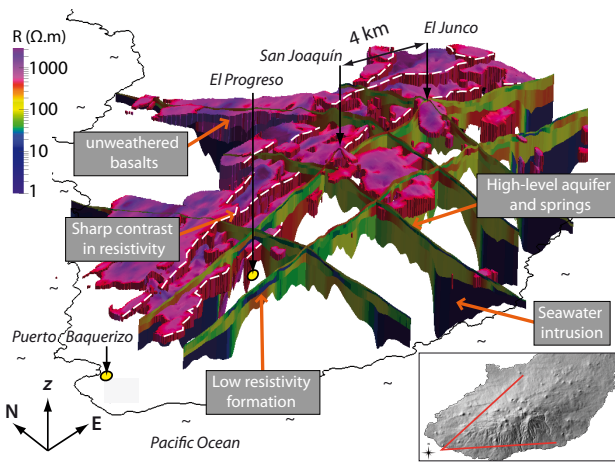 R (Ω.m)
1000
100
10
1
4 km
El Junco
San Joaquín
El Progreso
unweathered
basalts
High-level aquifer
and springs
Sharp contrast
in resistivity
Seawater
intrusion
Puerto Baquerizo
Low resistivity
formation
z
N
E
Pacific Ocean
~
~
~
~
~
~
~
~